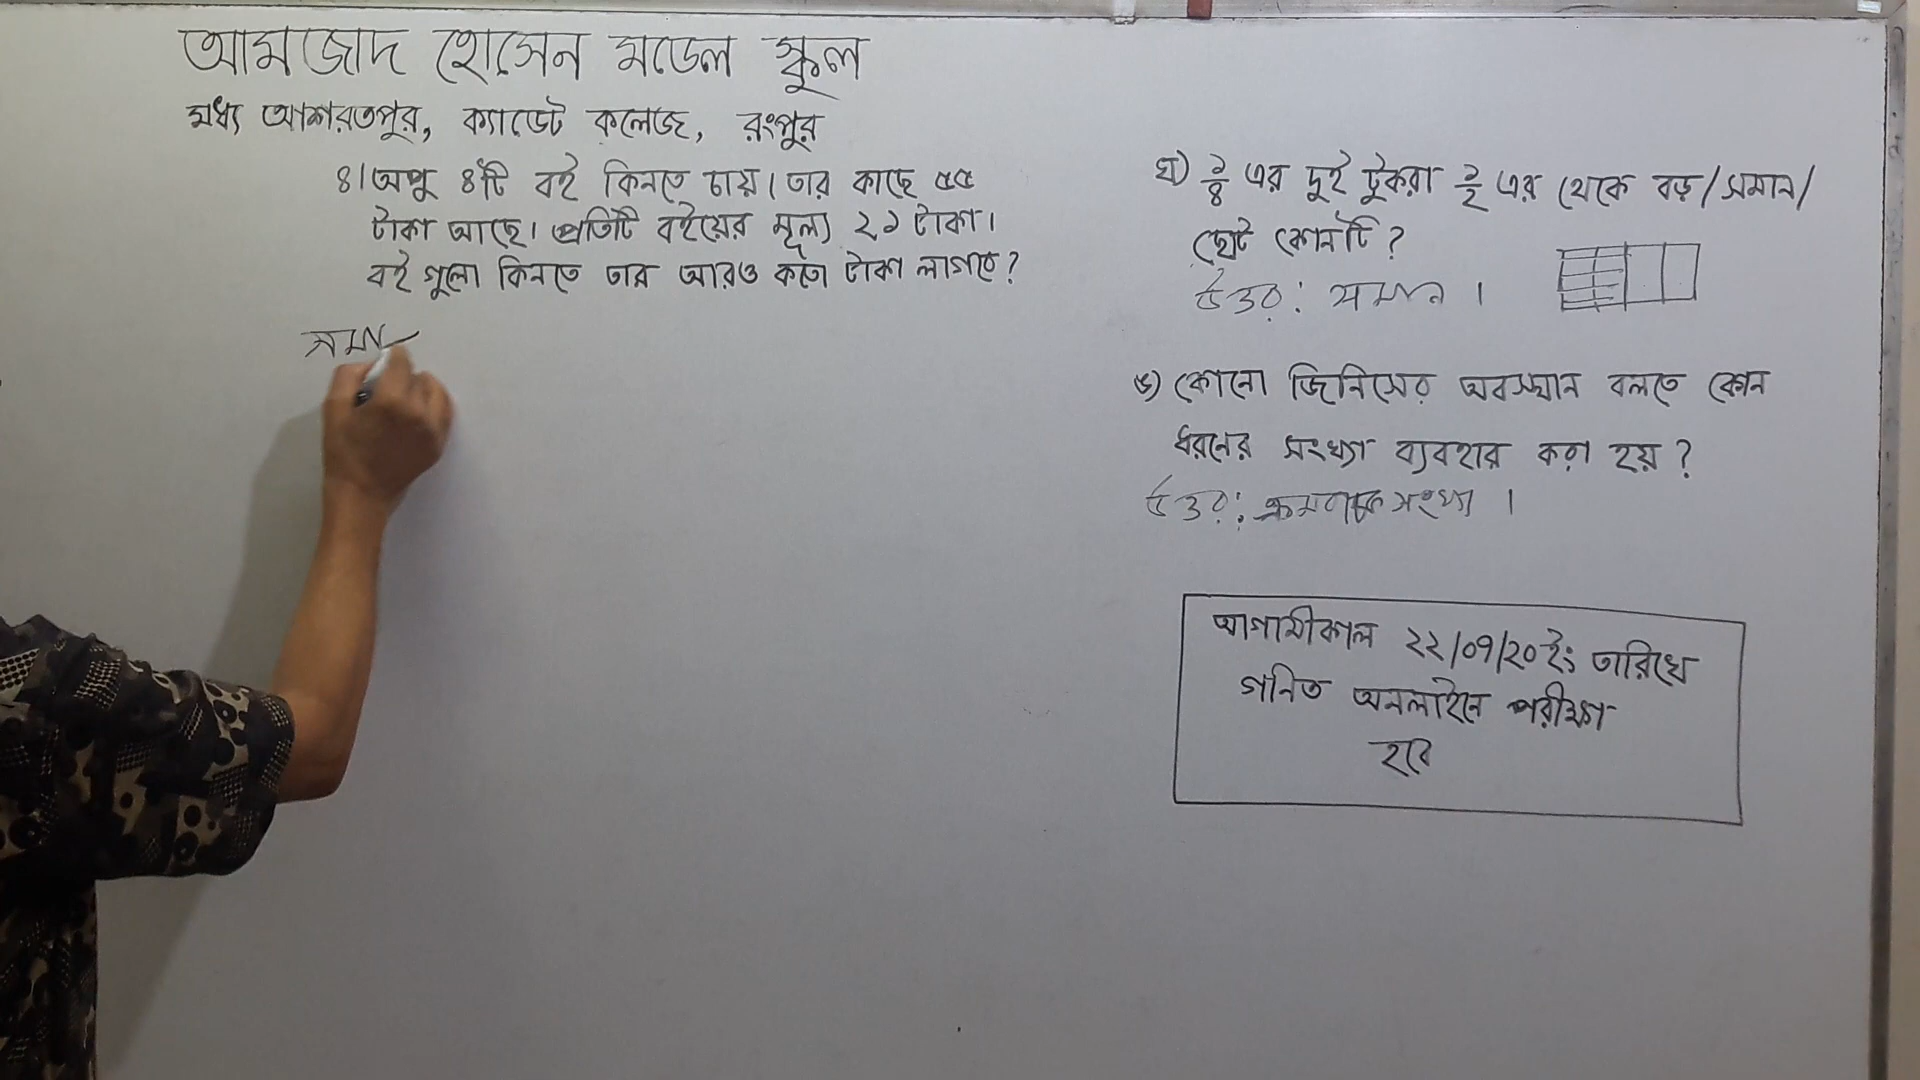 আমজাদ হোসেন মডেল স্কুল
মধ্য আশরতপুর, ক্যাডেট কলেজ, রংপুর
৪। অপু ৪টি বই কিনতে চায়। তার কাছে ৫৫
টাকা আছে। প্রতিটি বইয়ের মূল্য ২১ টাকা।
বই গুলো কিনতে তার আরও কতো টাকা লাগবে?
সমা
ঘ) ১/৪ এর দুই টুকরা ১/২ এর থেকে বড়/সমান/
ছোট কোনটি?
উত্তর: সমান।
ঙ) কোনো জিনিসের অবস্থান বলতে কোন
ধরনের সংখ্যা ব্যবহার করা হয়?
উত্তর: ক্রমবাচক সংখ্যা।
আগামীকাল ২২/০৭/২০ ইং তারিখে
গনিত অনলাইনে পরীক্ষা
হবে